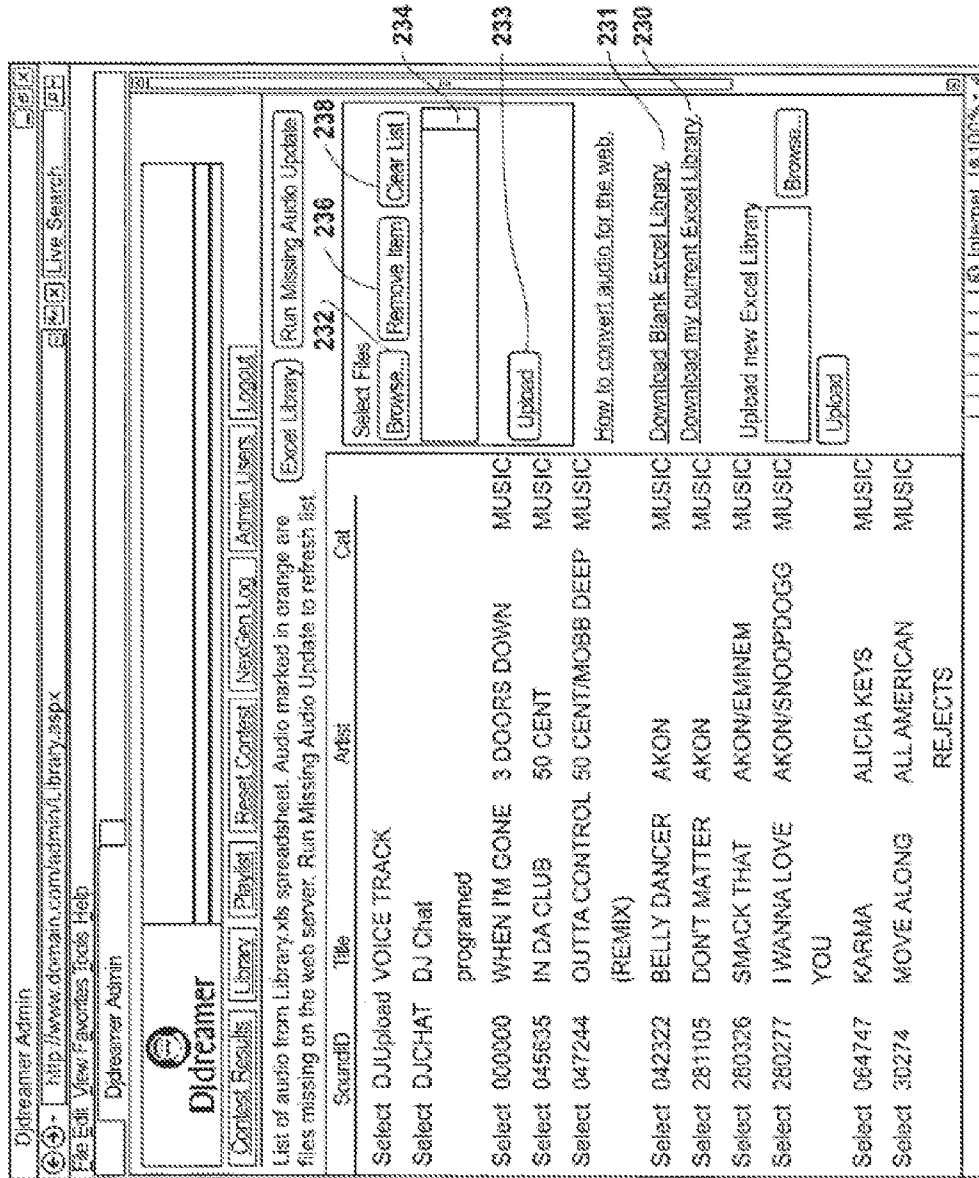 Djdreamer Admin
http://www.domain.com/admin/Library.aspx
Live Search
File Edit View Favorites Tools Help
Djdreamer Admin
Djdreamer
Contest Results Library Playlist Reset Contest NexGen Log Admin Users Logout
List of audio from Library.xls spreadsheet. Audio marked in orange are
files missing on the web server. Run Missing Audio Update to refresh list.
Excel Library Run Missing Audio Update
SoundID Title Artist Cat
Select DJUpload VOICE TRACK
Select DJCHAT DJ Chat
programed
Select 000000 WHEN I'M GONE 3 DOORS DOWN MUSIC
Select 045635 IN DA CLUB 50 CENT MUSIC
Select 047244 OUTTA CONTROL 50 CENT/MOBB DEEP MUSIC
(REMIX)
Select 042322 BELLY DANCER AKON MUSIC
Select 281105 DON'T MATTER AKON MUSIC
Select 280326 SMACK THAT AKON/EMINEM MUSIC
Select 280277 I WANNA LOVE AKON/SNOOPDOGG MUSIC
YOU
Select 064747 KARMA ALICIA KEYS MUSIC
Select 30274 MOVE ALONG ALL AMERICAN MUSIC
REJECTS
232 236 238
Select Files
Browse... Remove Item Clear List
234
Upload
233
How to convert audio for the web.
Download Blank Excel Library.
231
Download my current Excel Library.
230
Upload new Excel Library
Browse...
Upload
Internet 100%